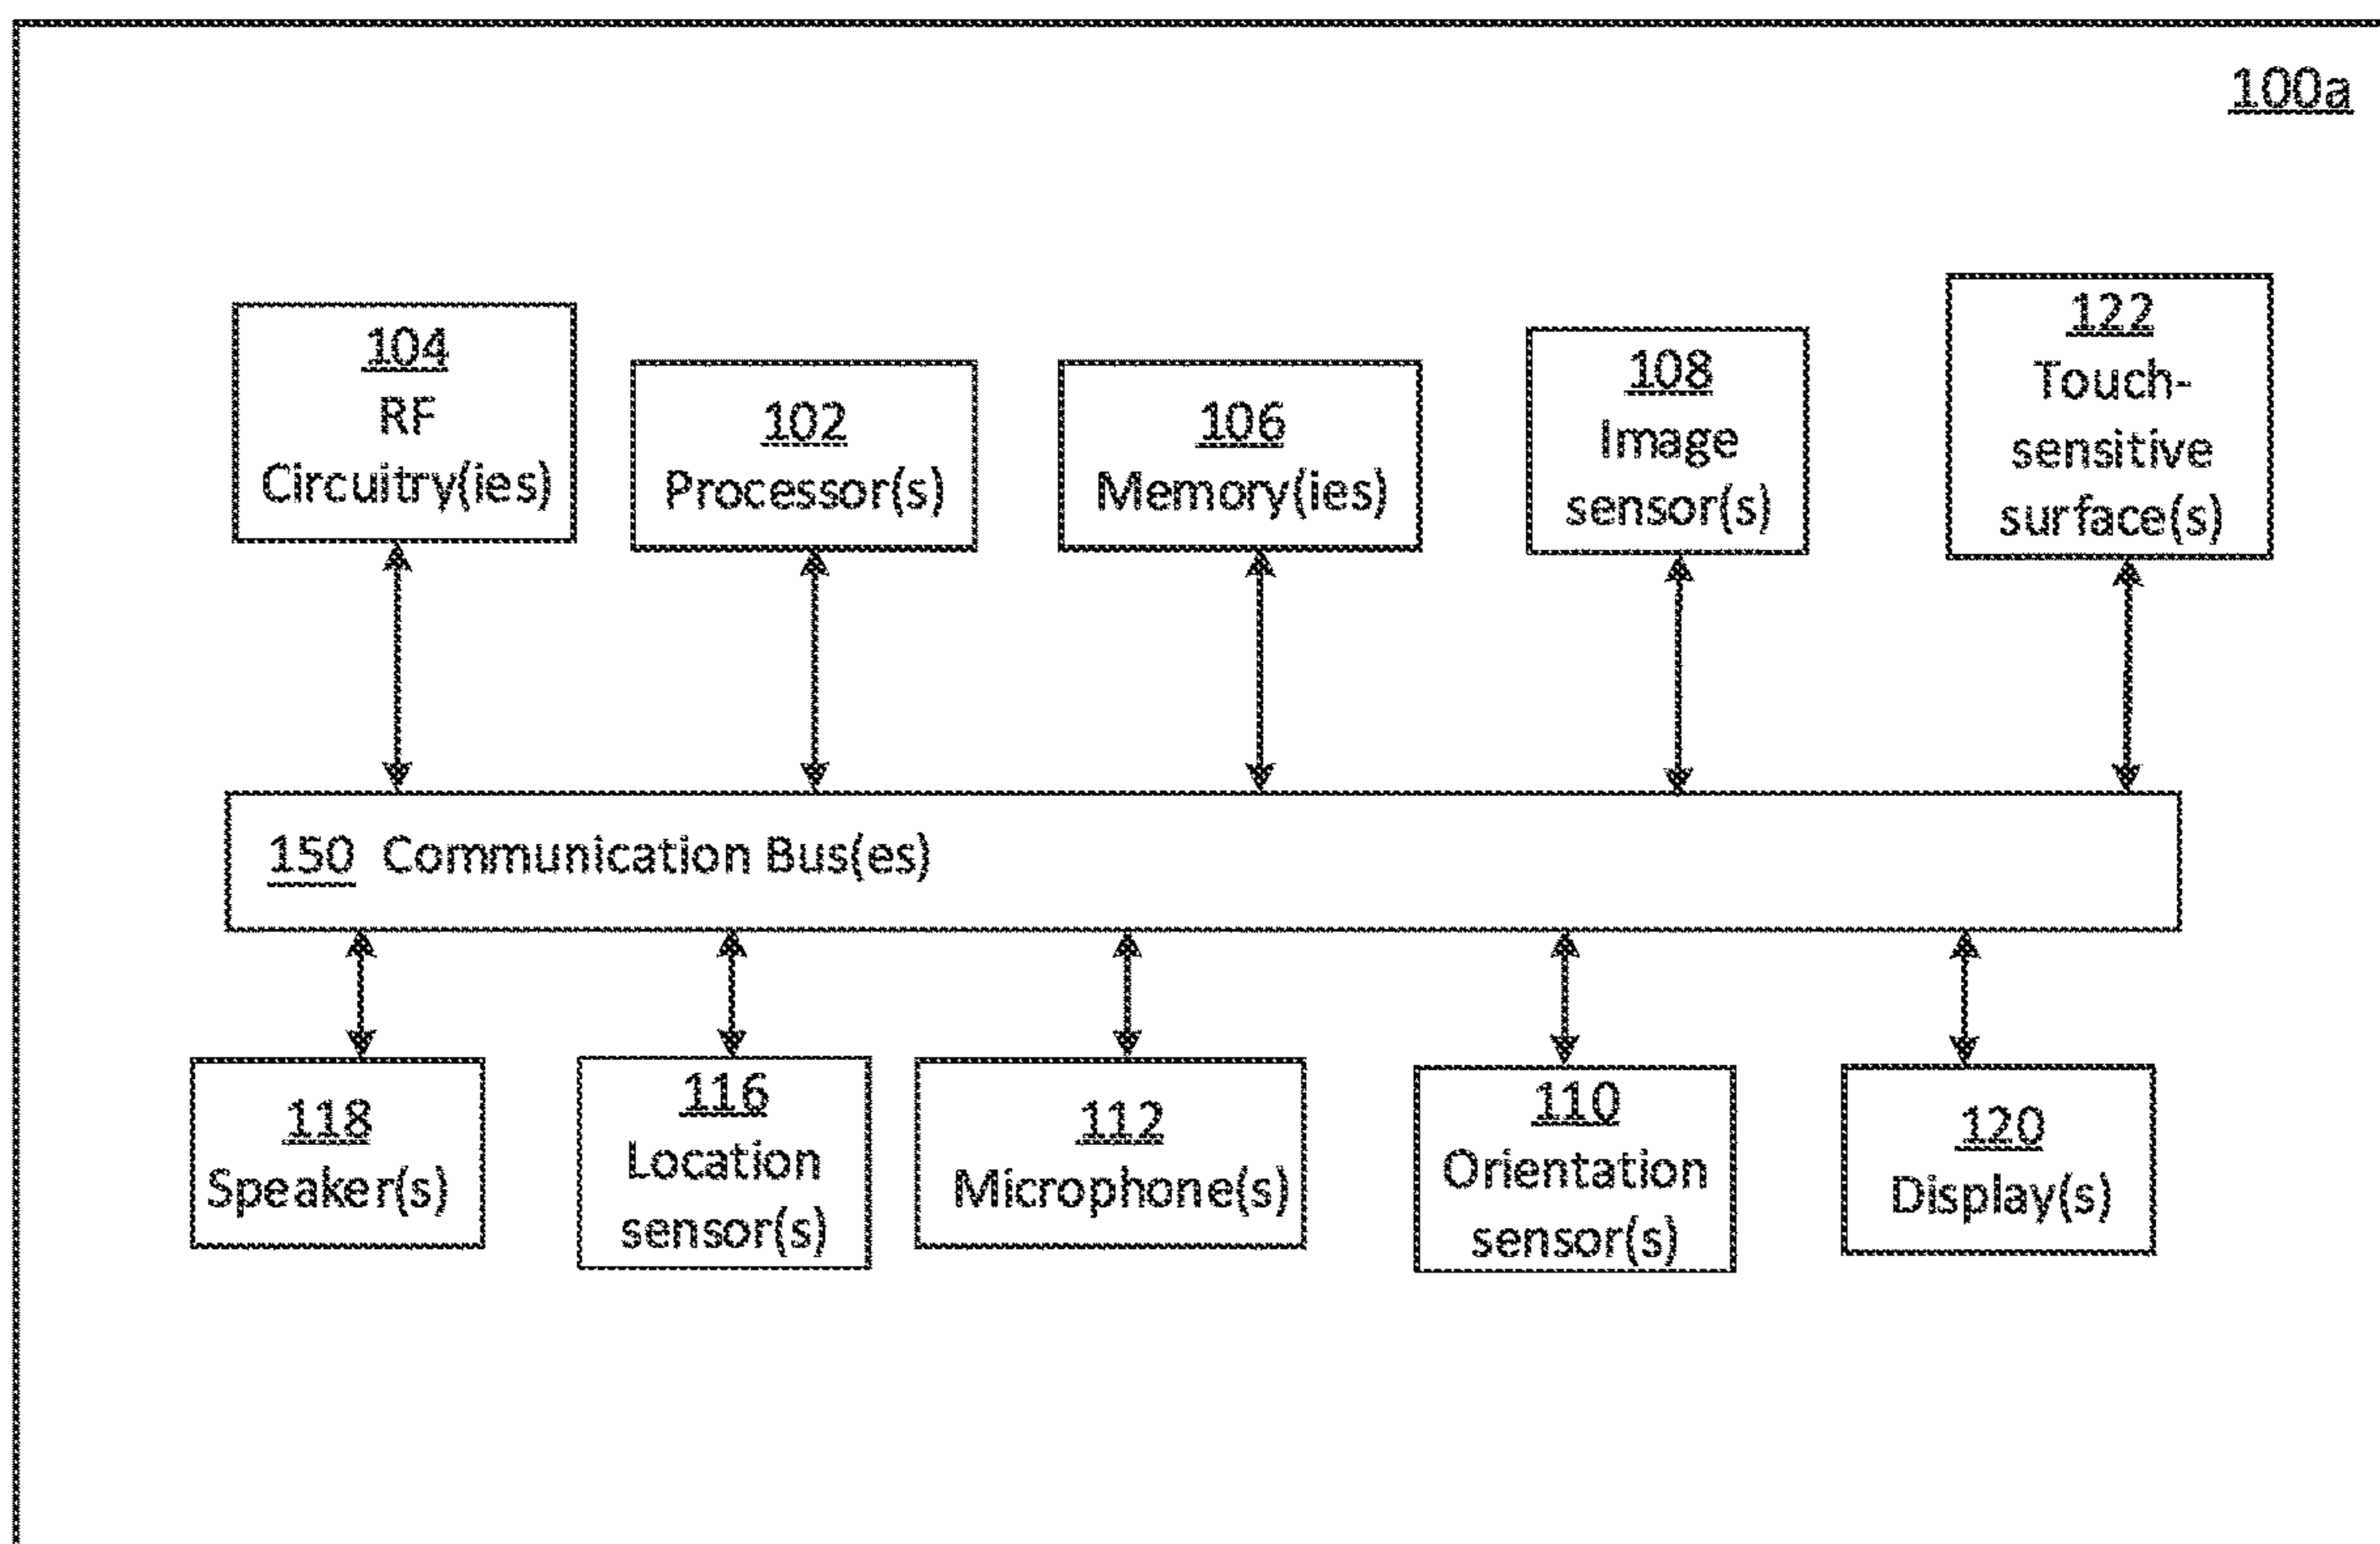 100a
104
RF
Circuitry(ies)
102
Processor(s)
106
Memory(ies)
108
Image
sensor(s)
122
Touch-
sensitive
surface(s)
150 Communication Bus(es)
118
Speaker(s)
116
Location
sensor(s)
112
Microphone(s)
110
Orientation
sensor(s)
120
Display(s)